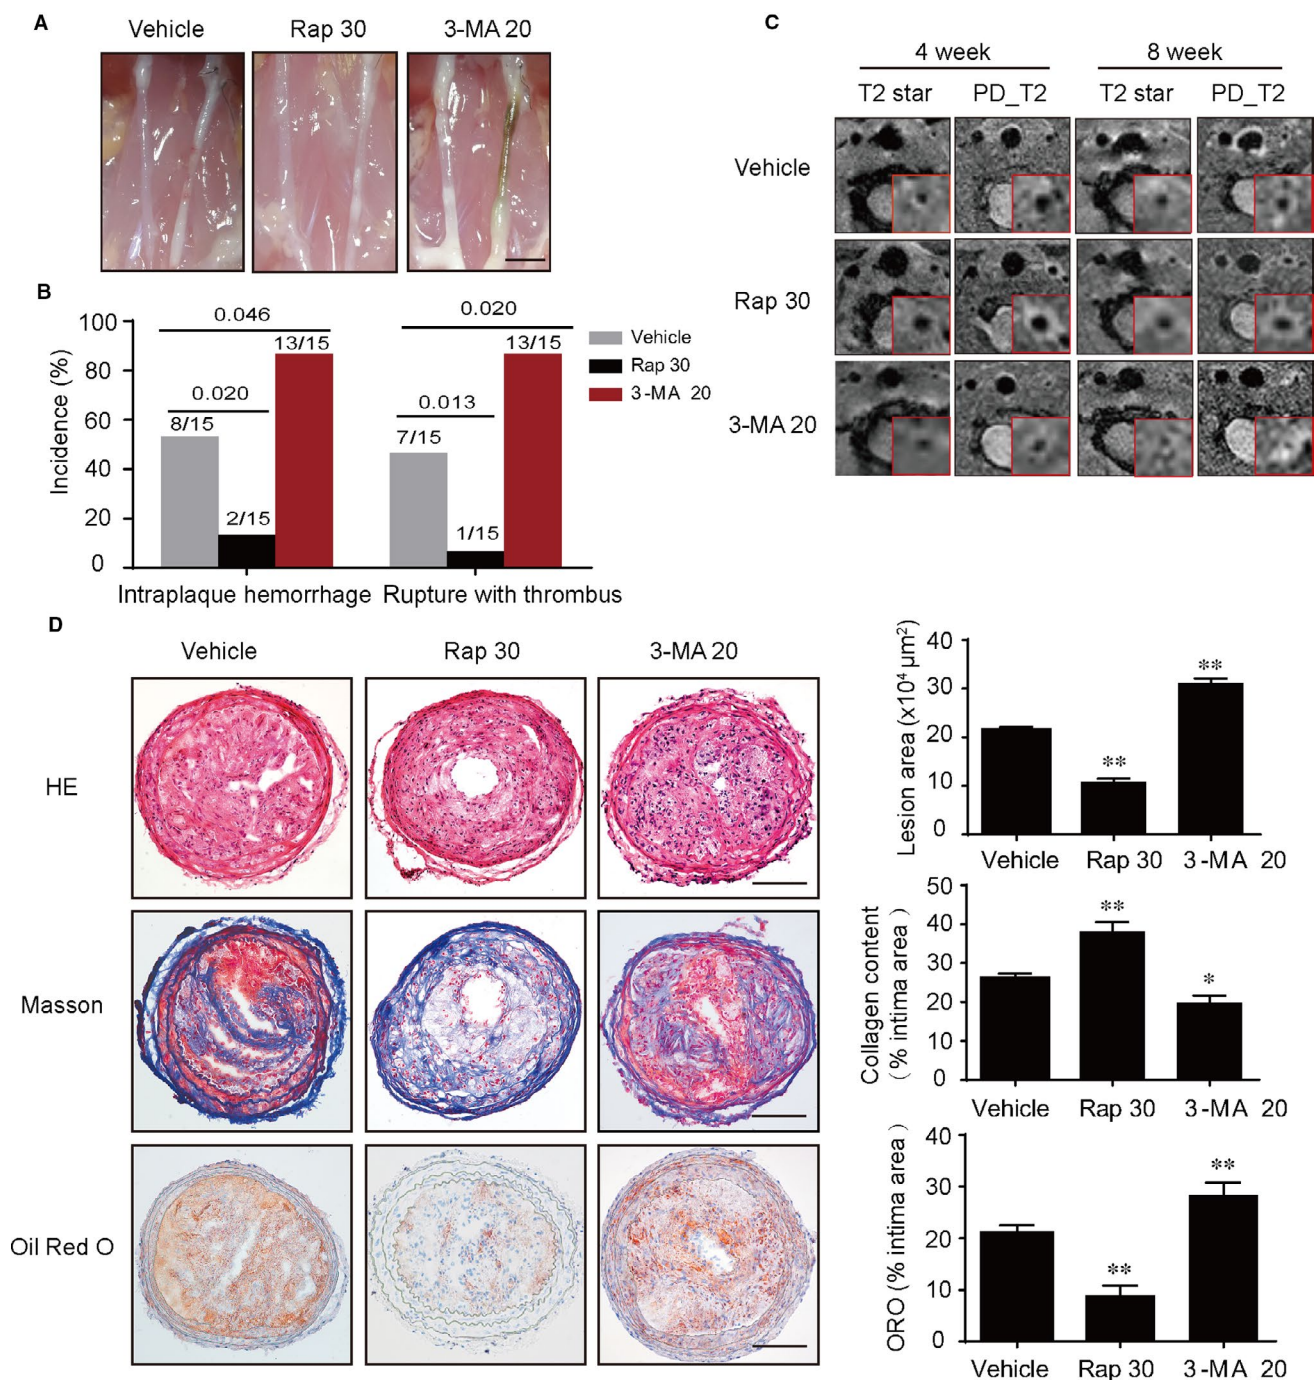 A
Vehicle Rap 30 3-MA 20
B
100
80
60
40
20
0
Incidence (%)
0.046
0.020
8/15
2/15
13/15
0.020
0.013
7/15
1/15
13/15
Vehicle
Rap 30
3-MA 20
Intraplaque hemorrhage Rupture with thrombus
C
4 week 8 week
T2 star PD_T2 T2 star PD_T2
Vehicle
Rap 30
3-MA 20
D
Vehicle Rap 30 3-MA 20
HE
Masson
Oil Red O
Lesion area (x10⁴ µm²)
40
30
20
10
0
**
**
Vehicle Rap 30 3-MA 20
Collagen content
( % intima area )
50
40
30
20
10
0
**
*
Vehicle Rap 30 3-MA 20
ORO (% intima area )
40
30
20
10
0
**
**
Vehicle Rap 30 3-MA 20